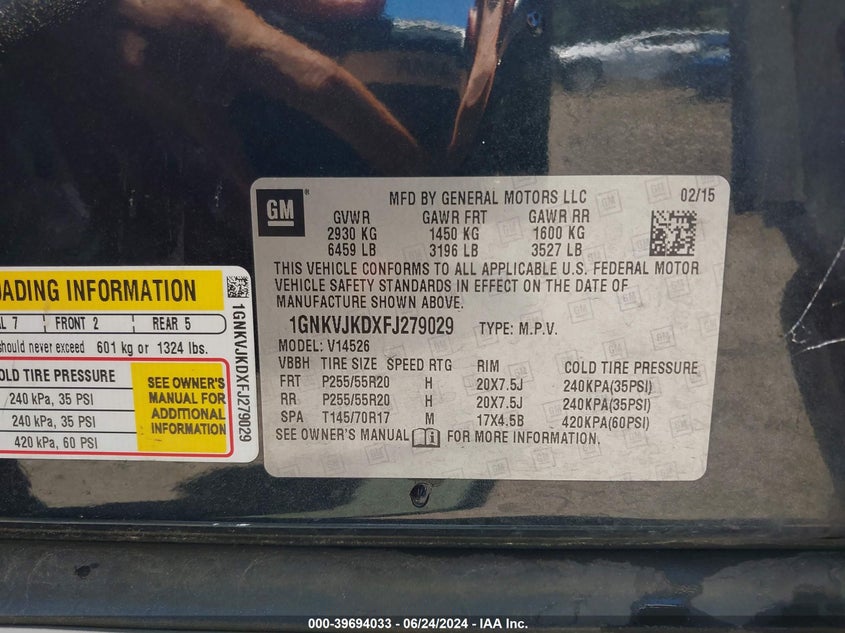 GM
MFD BY GENERAL MOTORS LLC 02/15
GVWR GAWR FRT GAWR RR
2930 KG 1450 KG 1600 KG
6459 LB 3196 LB 3527 LB
THIS VEHICLE CONFORMS TO ALL APPLICABLE U.S. FEDERAL MOTOR
VEHICLE SAFETY STANDARDS IN EFFECT ON THE DATE OF
MANUFACTURE SHOWN ABOVE.
1GNKVJKDXFJ279029 TYPE: M.P.V.
MODEL: V14526
VBBH TIRE SIZE SPEED RTG RIM COLD TIRE PRESSURE
FRT P255/55R20 H 20X7.5J 240KPA(35PSI)
RR P255/55R20 H 20X7.5J 240KPA(35PSI)
SPA T145/70R17 M 17X4.5B 420KPA(60PSI)
SEE OWNER'S MANUAL FOR MORE INFORMATION.
ADING INFORMATION
L 7 FRONT 2 REAR 5
should never exceed 601 kg or 1324 lbs.
OLD TIRE PRESSURE
240 kPa, 35 PSI
240 kPa, 35 PSI
420 kPa, 60 PSI
SEE OWNER'S
MANUAL FOR
ADDITIONAL
INFORMATION
1GNKVJKDXFJ279029
000-39694033 - 06/24/2024 - IAA Inc.